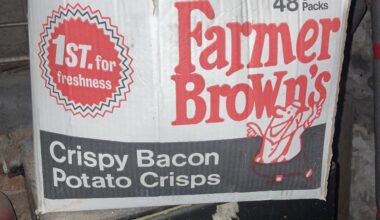 48
Packs
1ST. for
freshness
Farmer
Brown's
Crispy Bacon
Potato Crisps